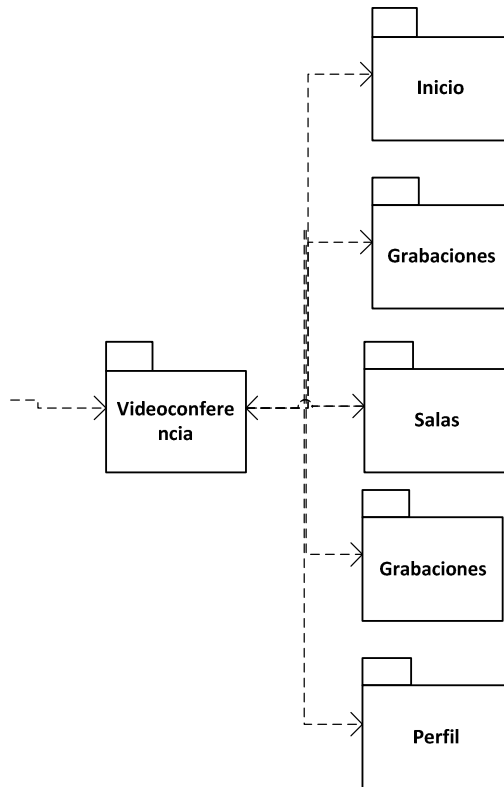 Inicio
Grabaciones
Videoconfere
ncia
Salas
Grabaciones
Perfil